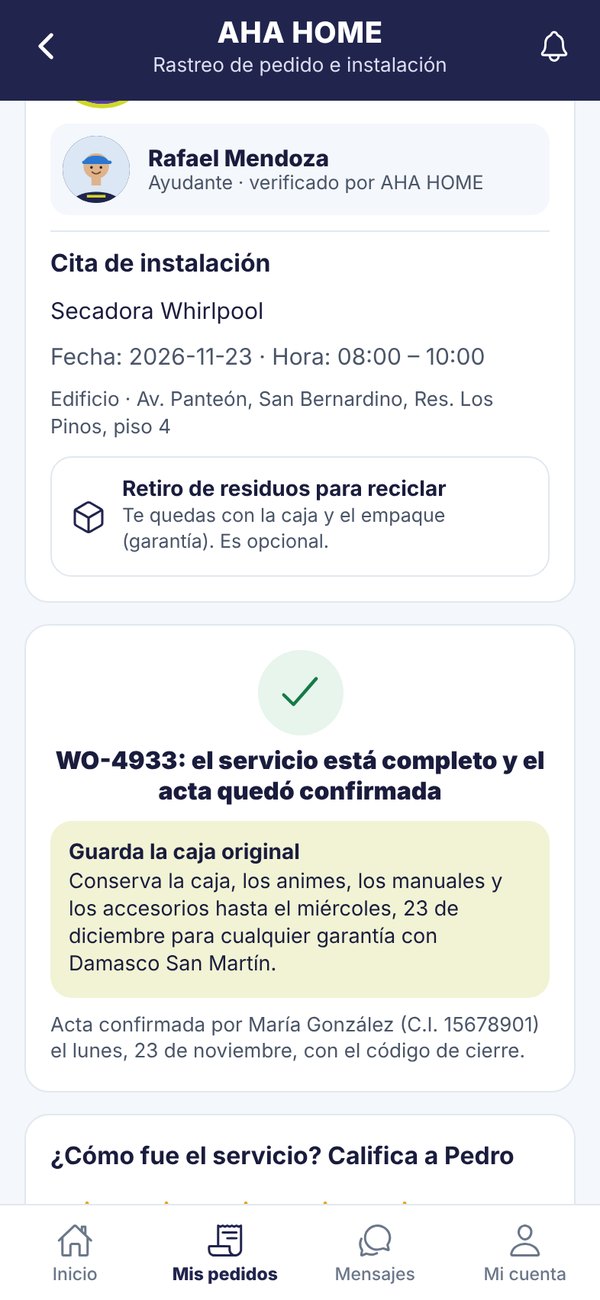 AHA HOME
Rastreo de pedido e instalación
Rafael Mendoza
Ayudante · verificado por AHA HOME
Cita de instalación
Secadora Whirlpool
Fecha: 2026-11-23 · Hora: 08:00 – 10:00
Edificio · Av. Panteón, San Bernardino, Res. Los
Pinos, piso 4
Retiro de residuos para reciclar
Te quedas con la caja y el empaque
(garantía). Es opcional.
WO-4933: el servicio está completo y el
acta quedó confirmada
Guarda la caja original
Conserva la caja, los animes, los manuales y
los accesorios hasta el miércoles, 23 de
diciembre para cualquier garantía con
Damasco San Martín.
Acta confirmada por María González (C.I. 15678901)
el lunes, 23 de noviembre, con el código de cierre.
¿Cómo fue el servicio? Califica a Pedro
Inicio
Mis pedidos
Mensajes
Mi cuenta